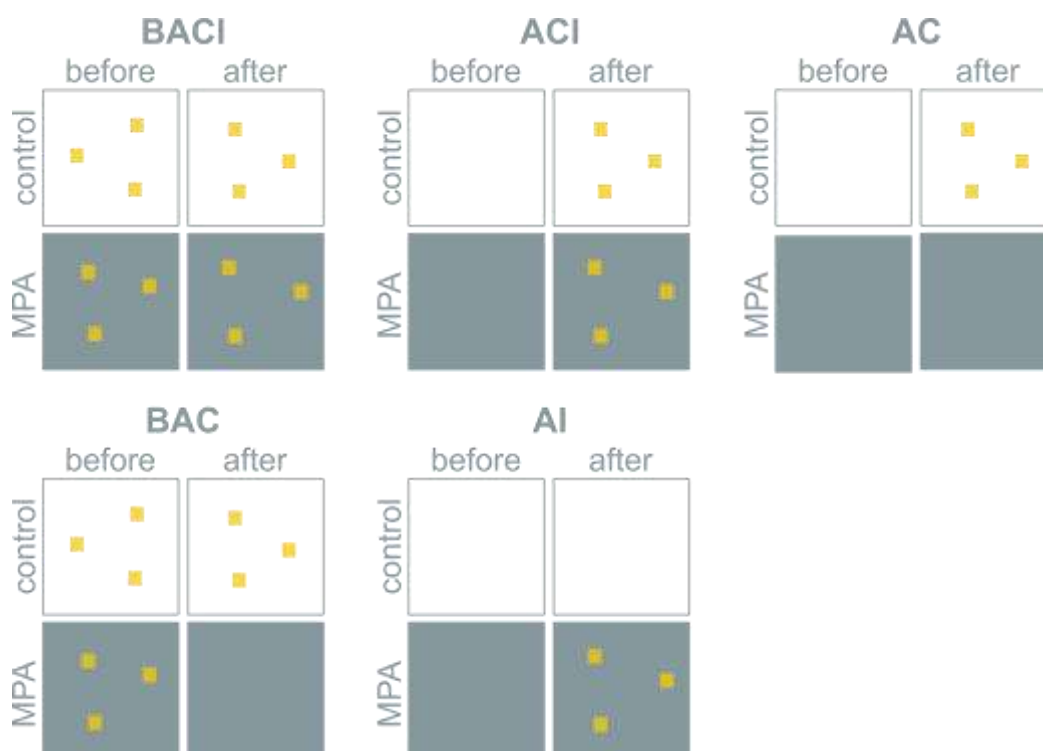 BACI
before after
control
MPA
ACI
before after
control
MPA
AC
before after
control
MPA
BAC
before after
control
MPA
AI
before after
control
MPA